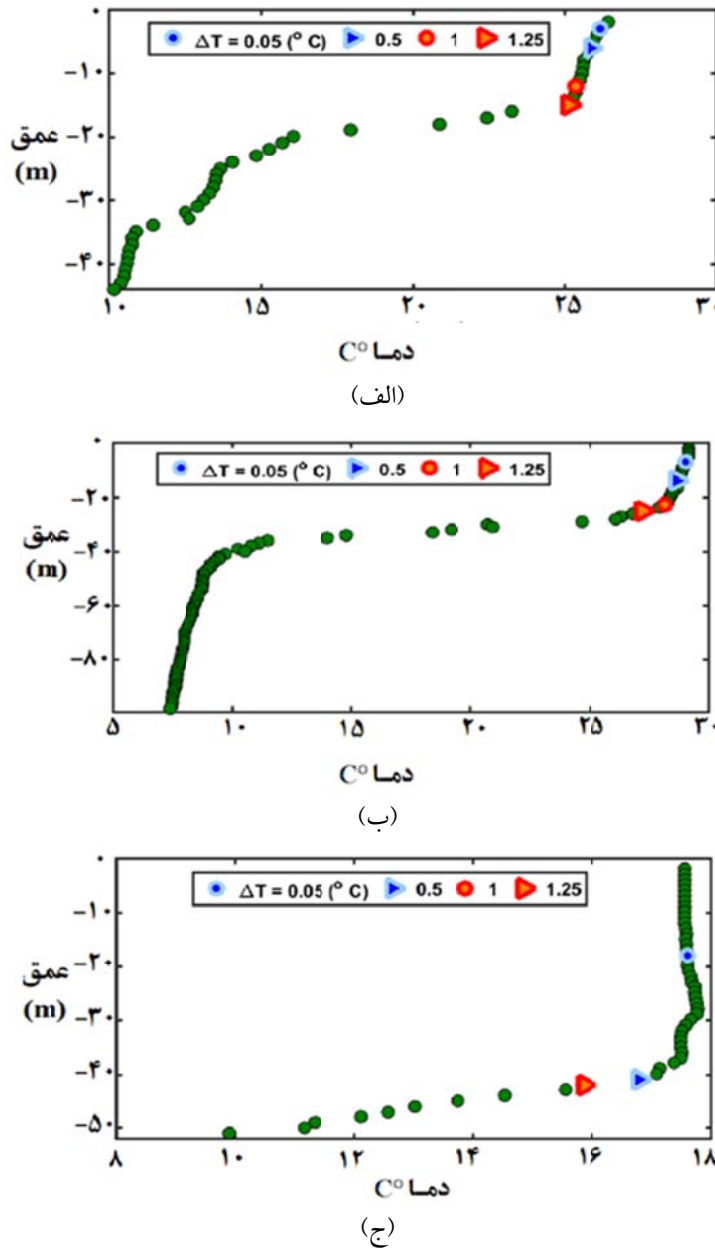 ΔT = 0.05 (° C) 0.5 1 1.25
۰
-۱۰
-۲۰
-۳۰
-۴۰
عمق
(m)
۱۰ ۱۵ ۲۰ ۲۵ ۳۰
دمـا C°
(الف)
ΔT = 0.05 (° C) 0.5 1 1.25
۰
-۲۰
-۴۰
-۶۰
-۸۰
عمق
(m)
۵ ۱۰ ۱۵ ۲۰ ۲۵ ۳۰
دمـا C°
(ب)
ΔT = 0.05 (° C) 0.5 1 1.25
۰
-۱۰
-۲۰
-۳۰
-۴۰
-۵۰
عمق
(m)
۸ ۱۰ ۱۲ ۱۴ ۱۶ ۱۸
دمـا C°
(ج)